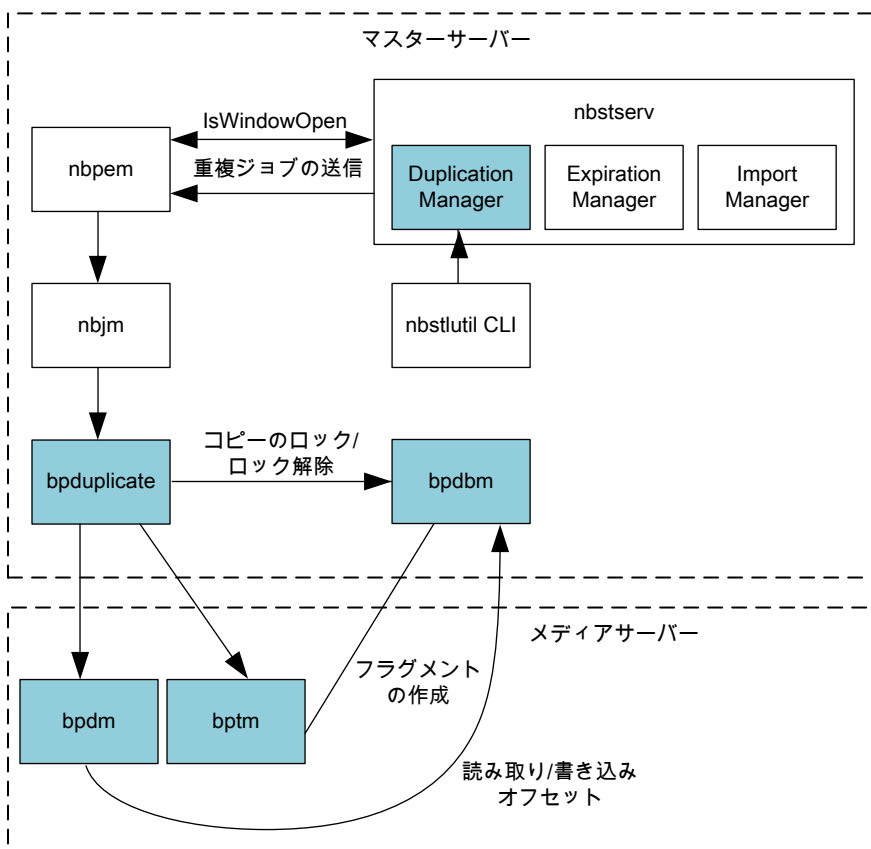 マスターサーバー
nbstserv
IsWindowOpen
nbpem
重複ジョブの送信
Duplication
Manager
Expiration
Manager
Import
Manager
nbjm
nbstlutil CLI
コピーのロック/
ロック解除
bpduplicate
bpdbm
メディアサーバー
フラグメント
の作成
bpdm
bptm
読み取り/書き込み
オフセット